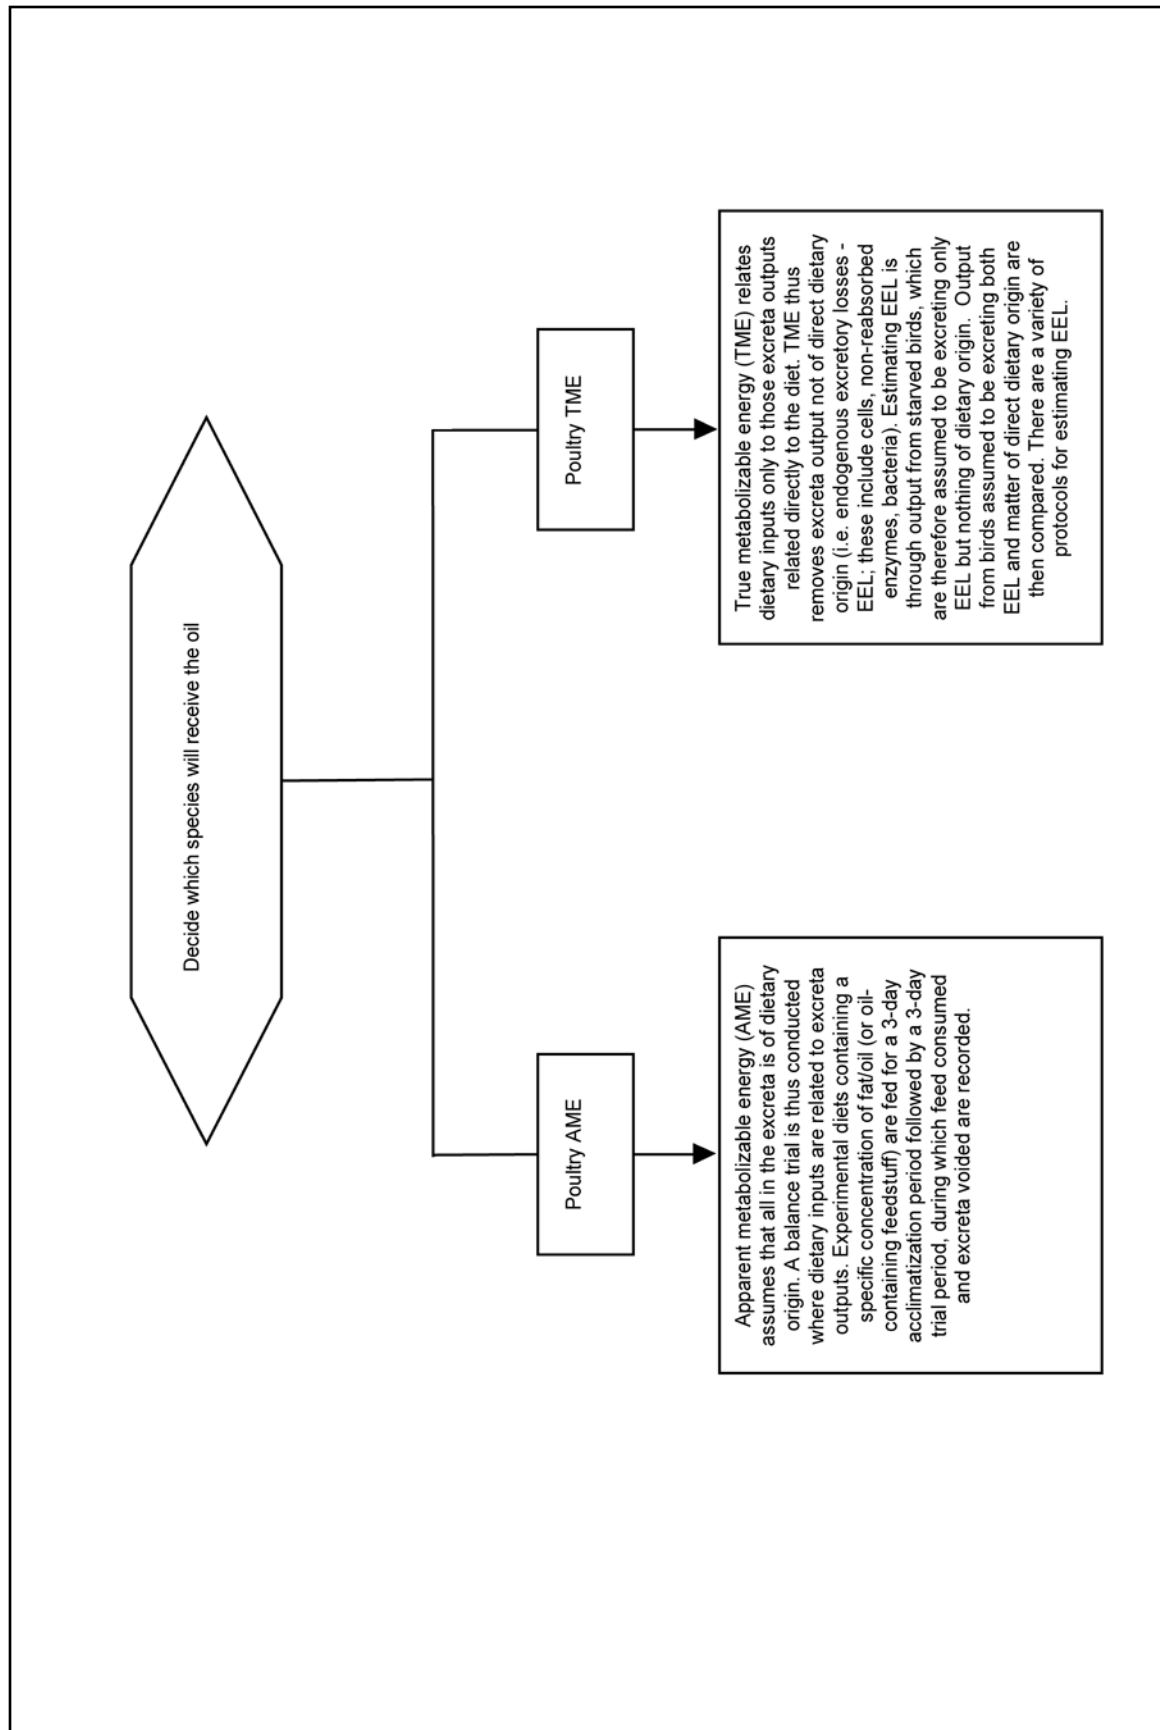 Decide which species will receive the oil
Poultry AME
Poultry TME
Apparent metabolizable energy (AME)
assumes that all in the excreta is of dietary
origin. A balance trial is thus conducted
where dietary inputs are related to excreta
outputs. Experimental diets containing a
specific concentration of fat/oil (or oil-
containing feedstuff) are fed for a 3-day
acclimatization period followed by a 3-day
trial period, during which feed consumed
and excreta voided are recorded.
True metabolizable energy (TME) relates
dietary inputs only to those excreta outputs
related directly to the diet. TME thus
removes excreta output not of direct dietary
origin (i.e. endogenous excretory losses -
EEL; these include cells, non-reabsorbed
enzymes, bacteria). Estimating EEL is
through output from starved birds, which
are therefore assumed to be excreting only
EEL but nothing of dietary origin.  Output
from birds assumed to be excreting both
EEL and matter of direct dietary origin are
then compared. There are a variety of
protocols for estimating EEL.